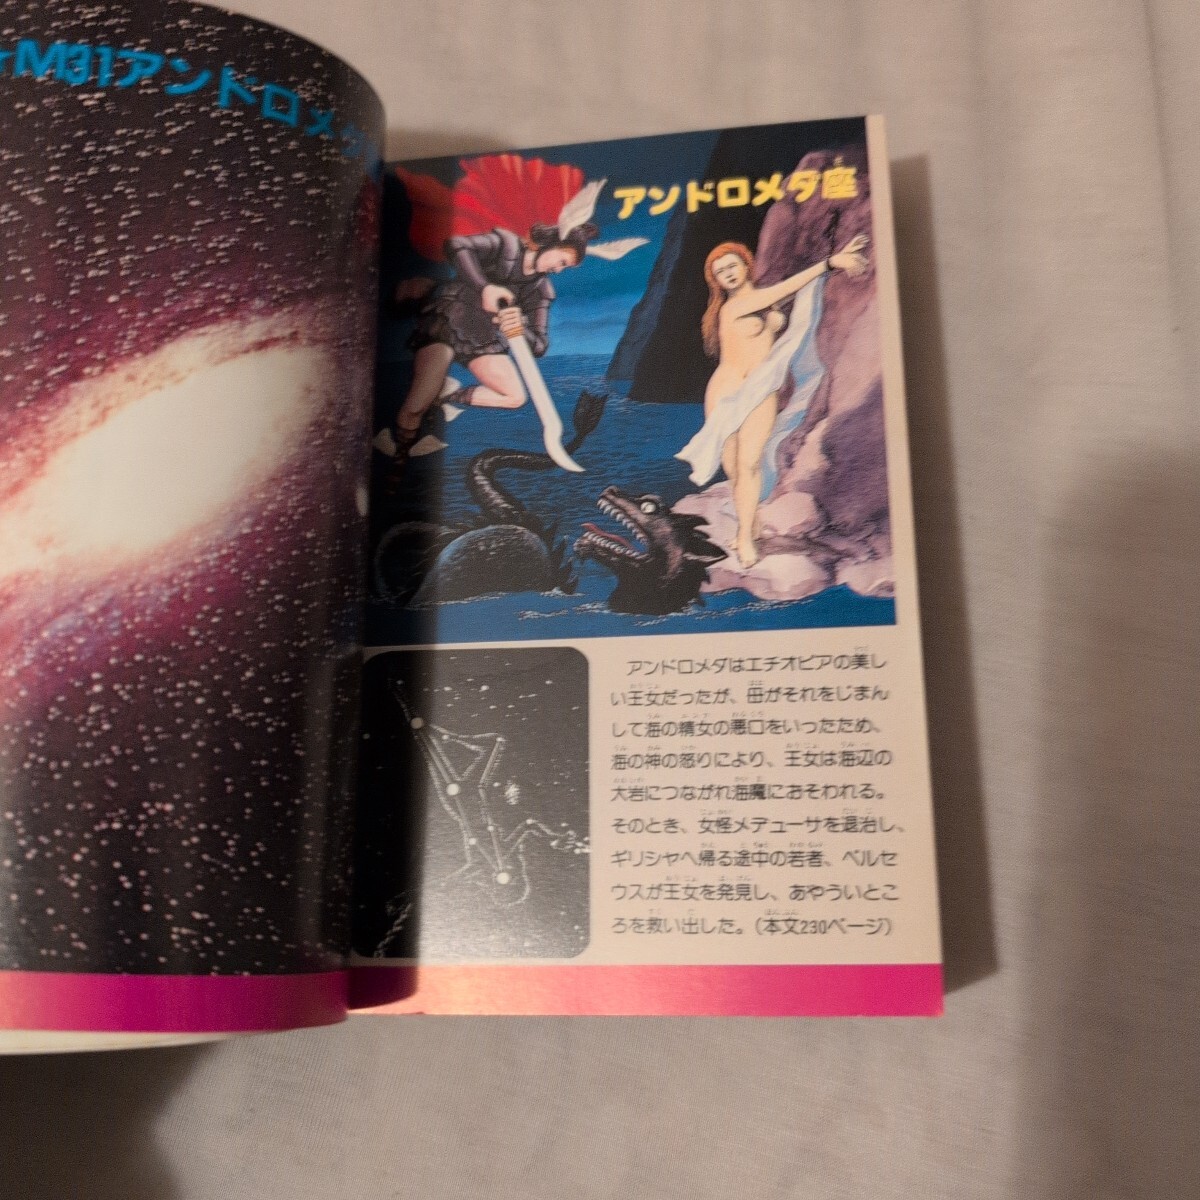 M31アンドロメダ
アンドロメダ座
アンドロメダはエチオピアの美し
い王女だったが、母がそれをじまん
して海の精女の悪口をいったため、
海の神の怒りにより、王女は海辺の
大岩につながれ海魔におそわれる。
そのとき、女怪メデューサを退治し、
ギリシャへ帰る途中の若者、ペルセ
ウスが王女を発見し、あやういとこ
ろを救い出した。（本文230ページ）